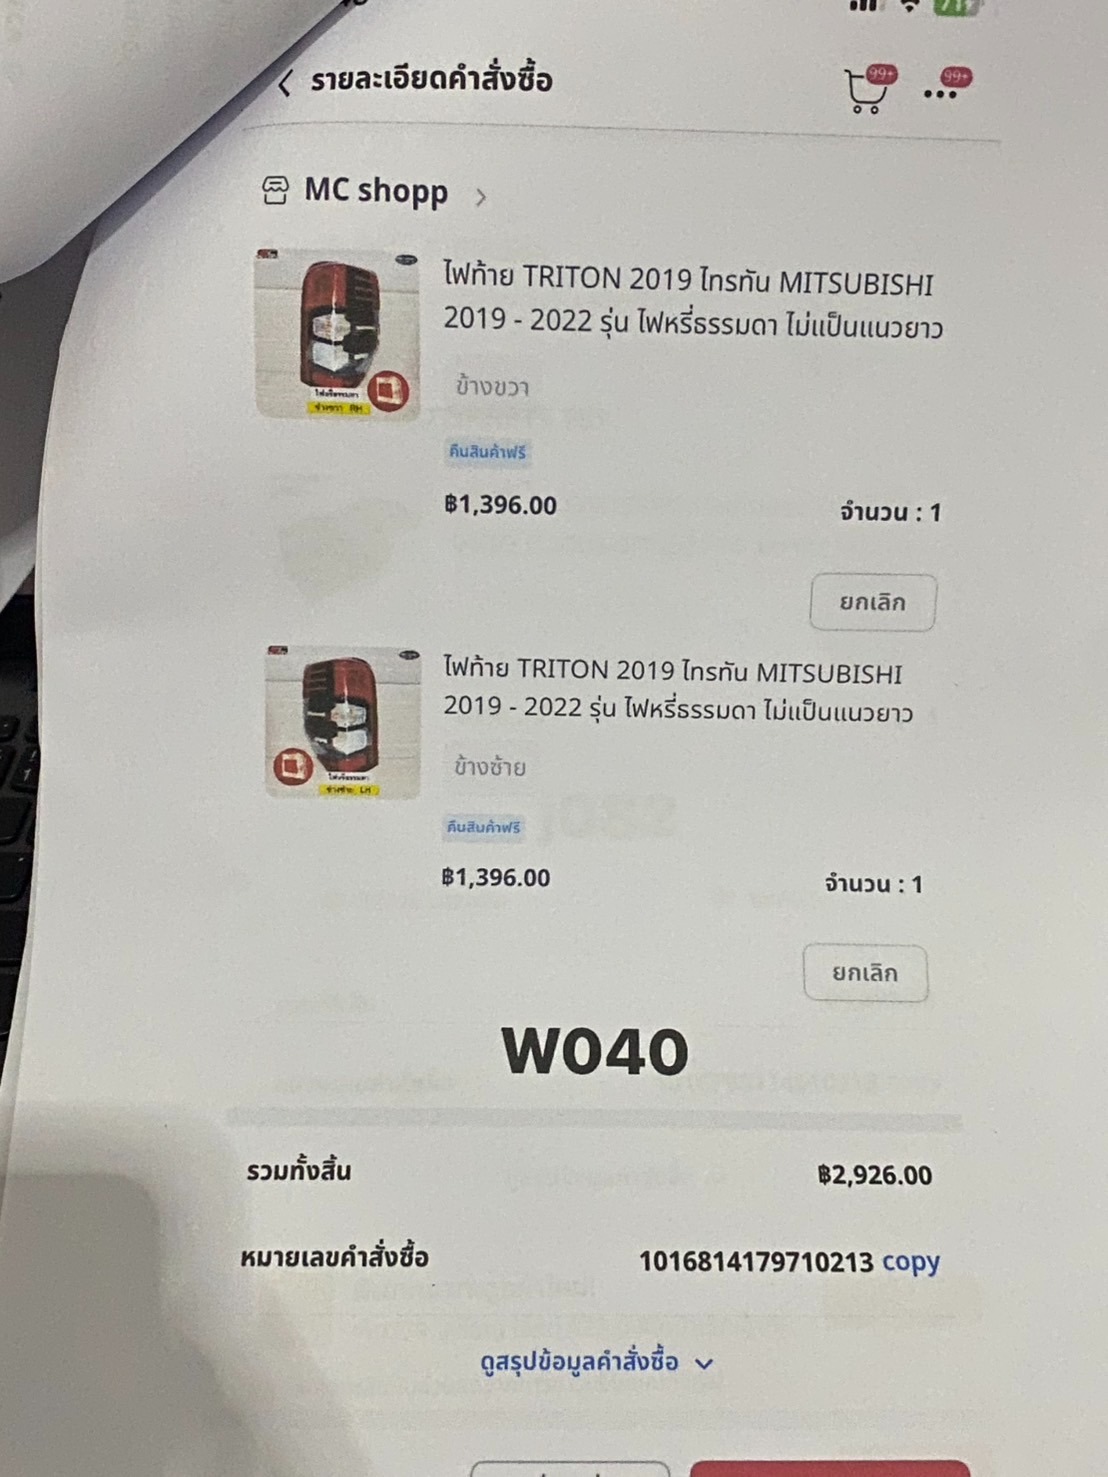 รายละเอียดคำสั่งซื้อ
99+
99+
MC shopp
ไฟท้าย TRITON 2019 ไทรทัน MITSUBISHI
2019 - 2022 รุ่น ไฟหรี่ธรรมดา ไม่แป็นแนวยาว
ข้างขวา
คืนสินค้าฟรี
฿1,396.00
จำนวน : 1
ยกเลิก
ไฟท้าย TRITON 2019 ไทรทัน MITSUBISHI
2019 - 2022 รุ่น ไฟหรี่ธรรมดา ไม่แป็นแนวยาว
ข้างซ้าย
คืนสินค้าฟรี
฿1,396.00
จำนวน : 1
ยกเลิก
W040
รวมทั้งสิ้น
฿2,926.00
หมายเลขคำสั่งซื้อ
1016814179710213 copy
ดูสรุปข้อมูลคำสั่งซื้อ